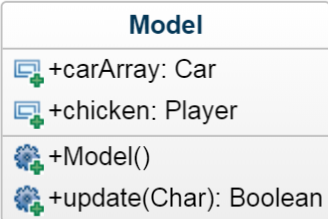 Model
+carArray: Car
+chicken: Player
+Model()
+update(Char): Boolean